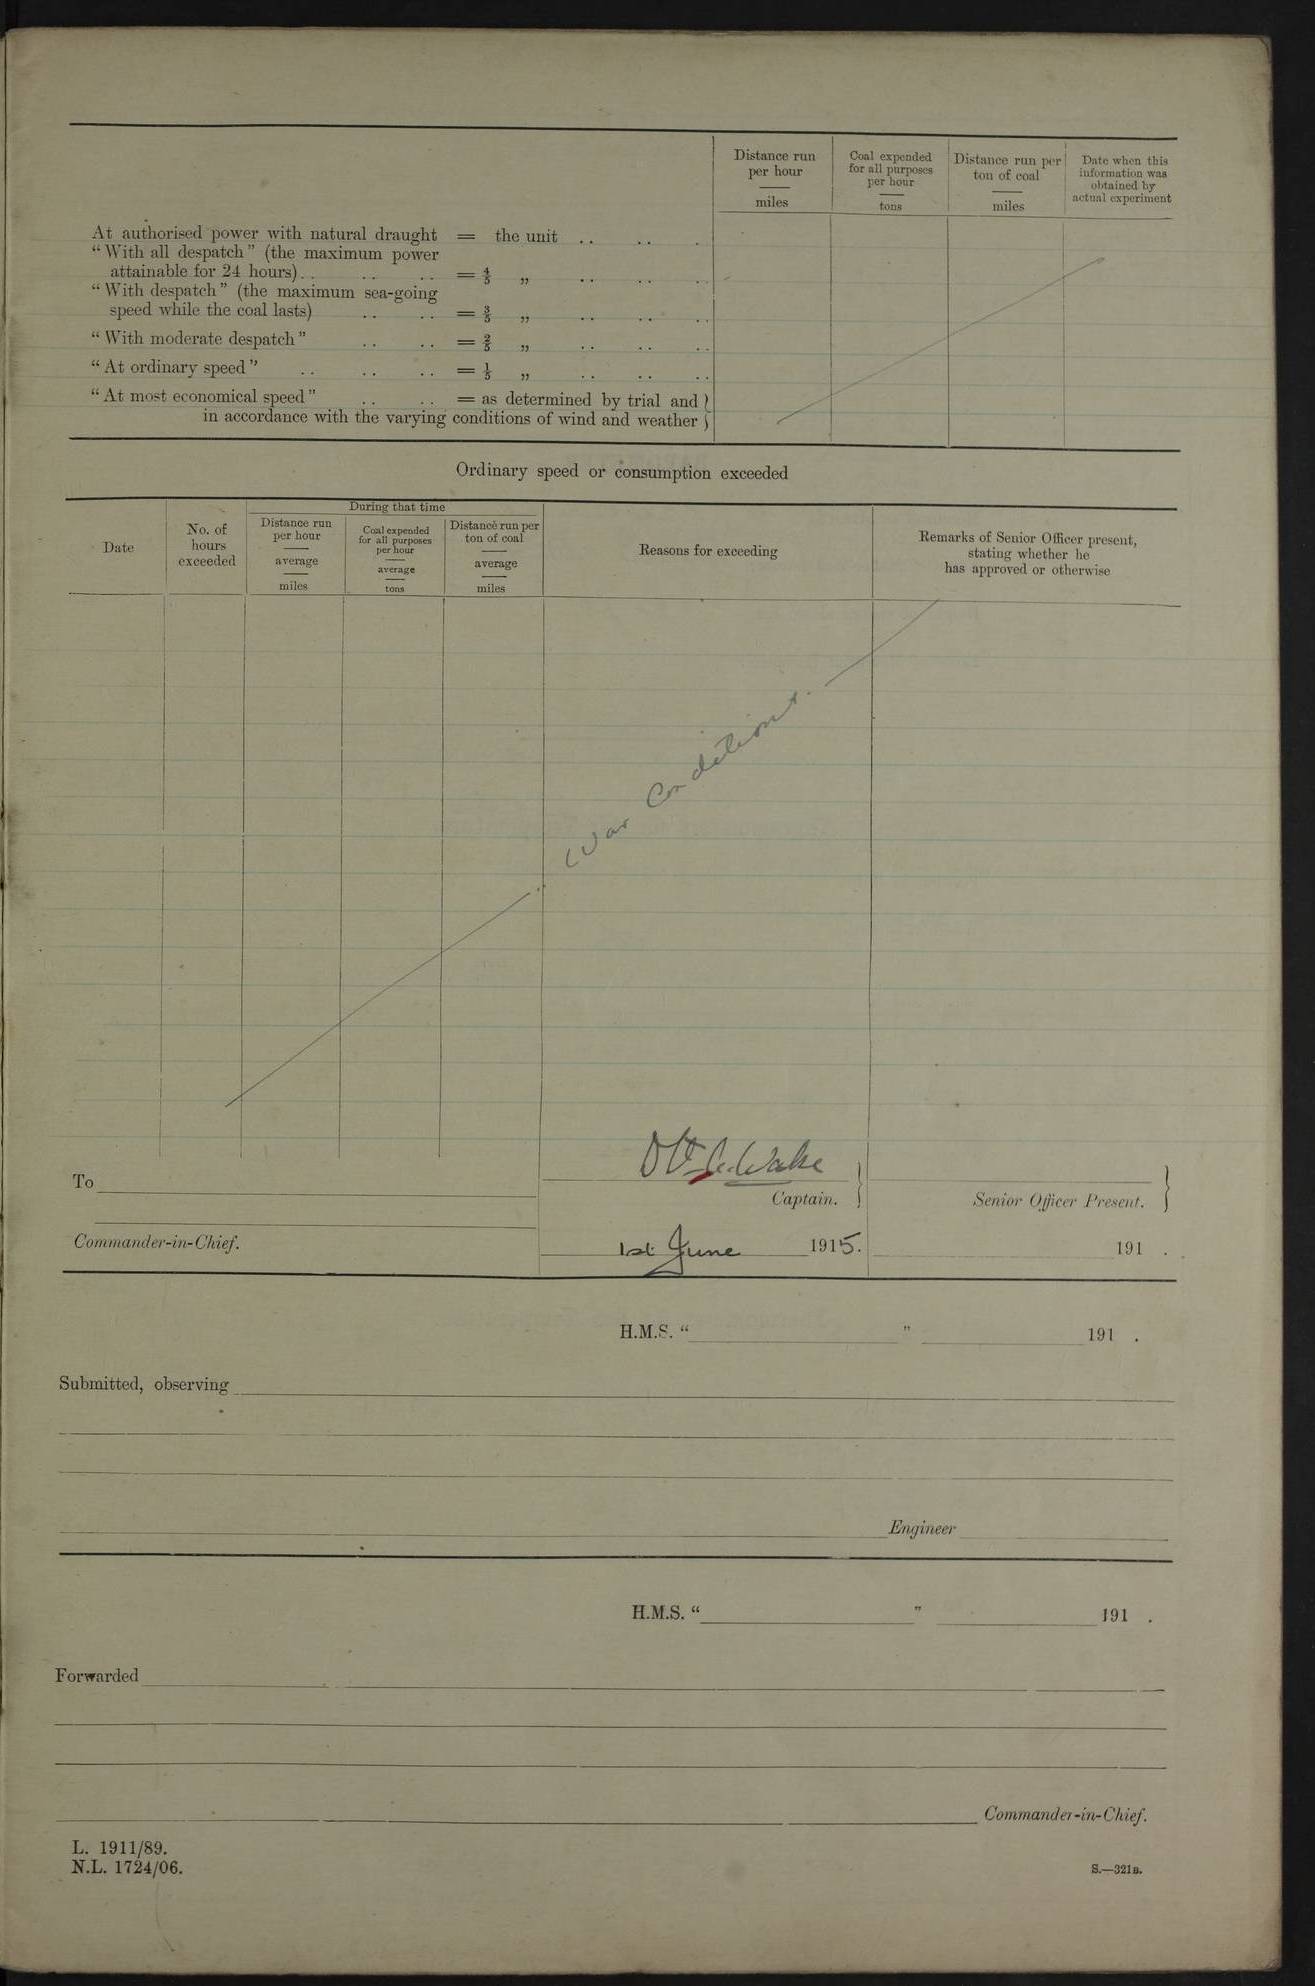 Distance run per hour
miles
Coal expended for all purposes per hour
tons
Distance run per ton of coal
miles
Date when this information was obtained by actual experiment
At authorised power with natural draught = the unit .. .. .
"With all despatch" (the maximum power
attainable for 24 hours).. .. .. = 4/5 „ .. .. ..
"With despatch" (the maximum sea-going
speed while the coal lasts) .. .. = 3/5 „ .. .. ..
"With moderate despatch" .. .. = 2/5 „ .. .. ..
"At ordinary speed" .. .. .. = 1/5 „ .. .. ..
"At most economical speed" .. .. = as determined by trial and }
in accordance with the varying conditions of wind and weather }
Ordinary speed or consumption exceeded
Date
No. of hours exceeded
During that time
Distance run per hour
average
miles
Coal expended for all purposes per hour
average
tons
Distance run per ton of coal
average
miles
Reasons for exceeding
Remarks of Senior Officer present, stating whether he has approved or otherwise
War Conditions.
Wake
To
Captain. }
Senior Officer Present. }
Commander-in-Chief.
1st June 1915.
191 .
H.M.S. " " 191 .
Submitted, observing
Engineer
H.M.S. " " 191 .
Forwarded
Commander-in-Chief.
L. 1911/89.
N.L. 1724/06.
S.—321B.